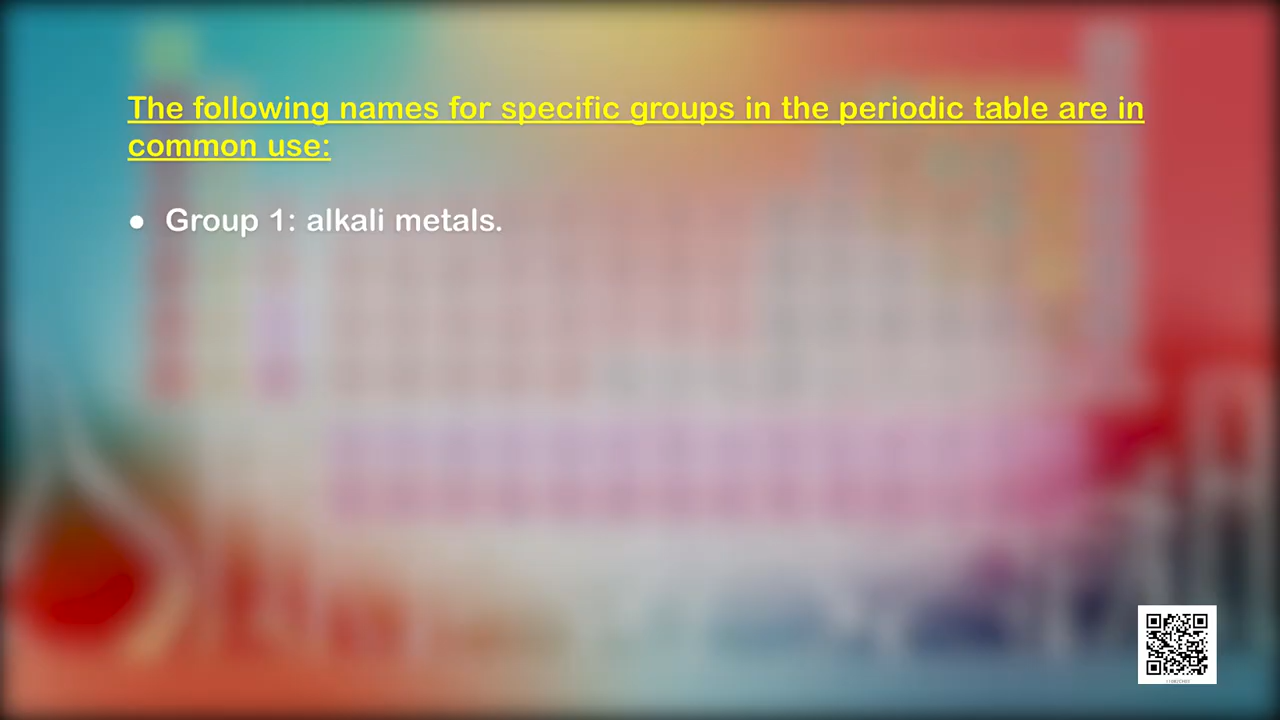 The following names for specific groups in the periodic table are in
common use:
● Group 1: alkali metals.